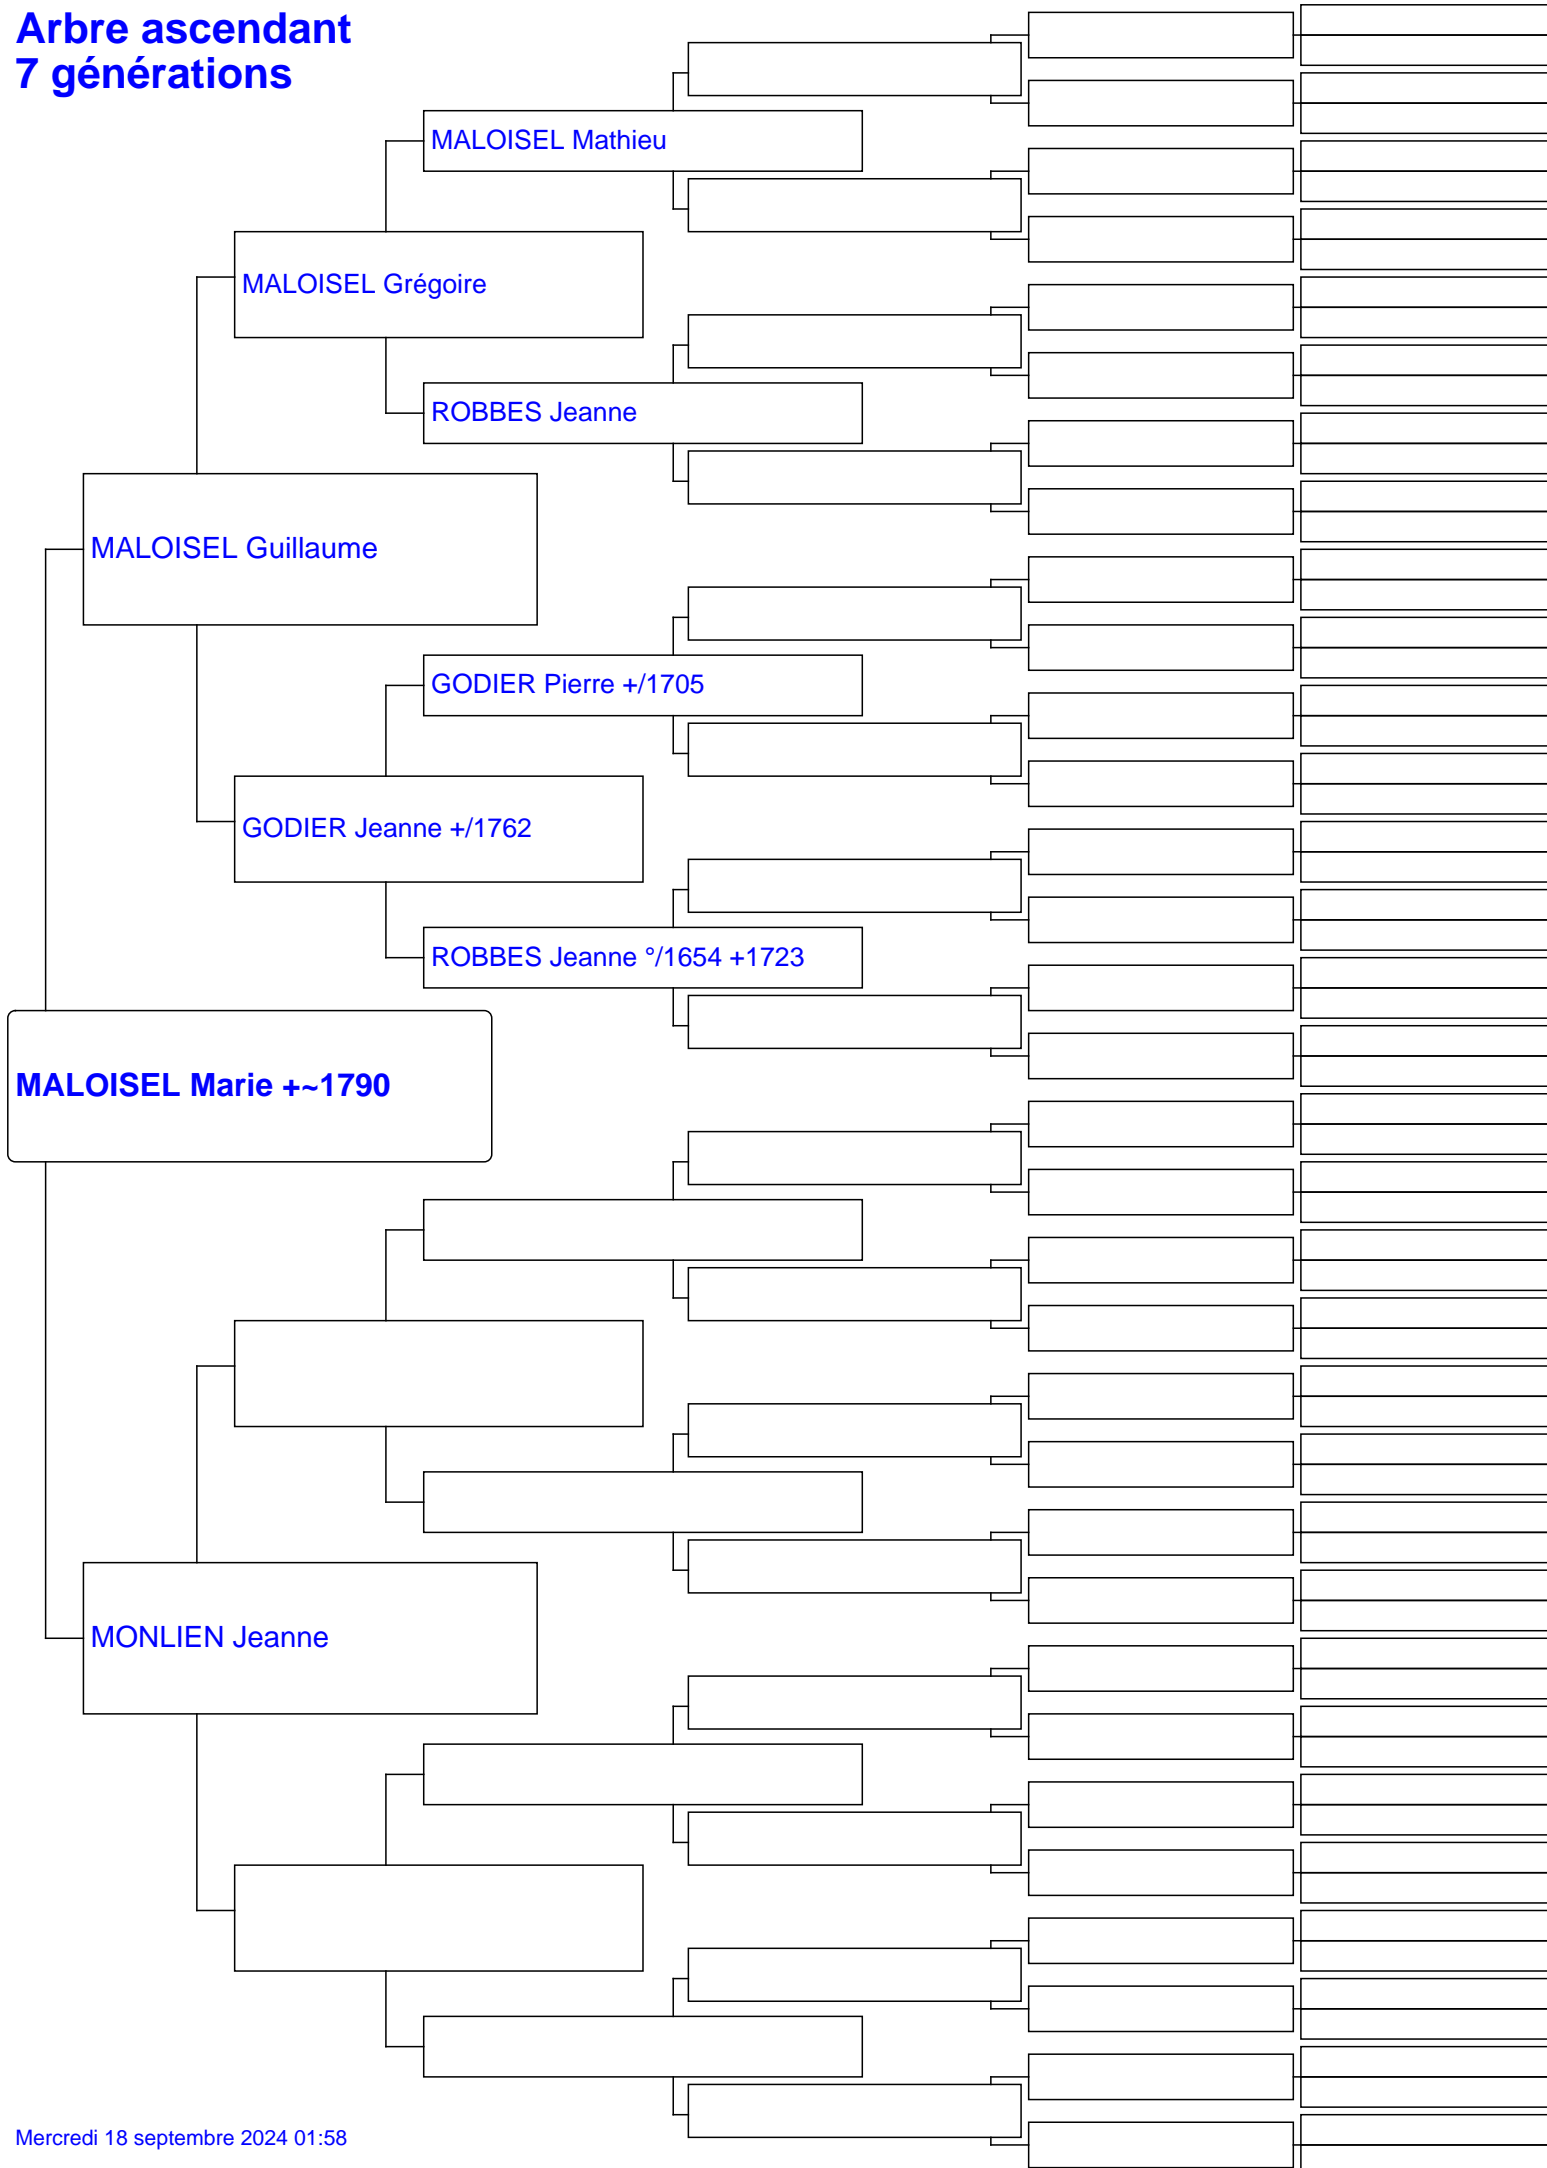 Arbre ascendant
7 générations
MALOISEL Mathieu
MALOISEL Grégoire
ROBBES Jeanne
MALOISEL Guillaume
GODIER Pierre +/1705
GODIER Jeanne +/1762
ROBBES Jeanne °/1654 +1723
MALOISEL Marie +~1790
MONLIEN Jeanne
Mercredi 18 septembre 2024 01:58